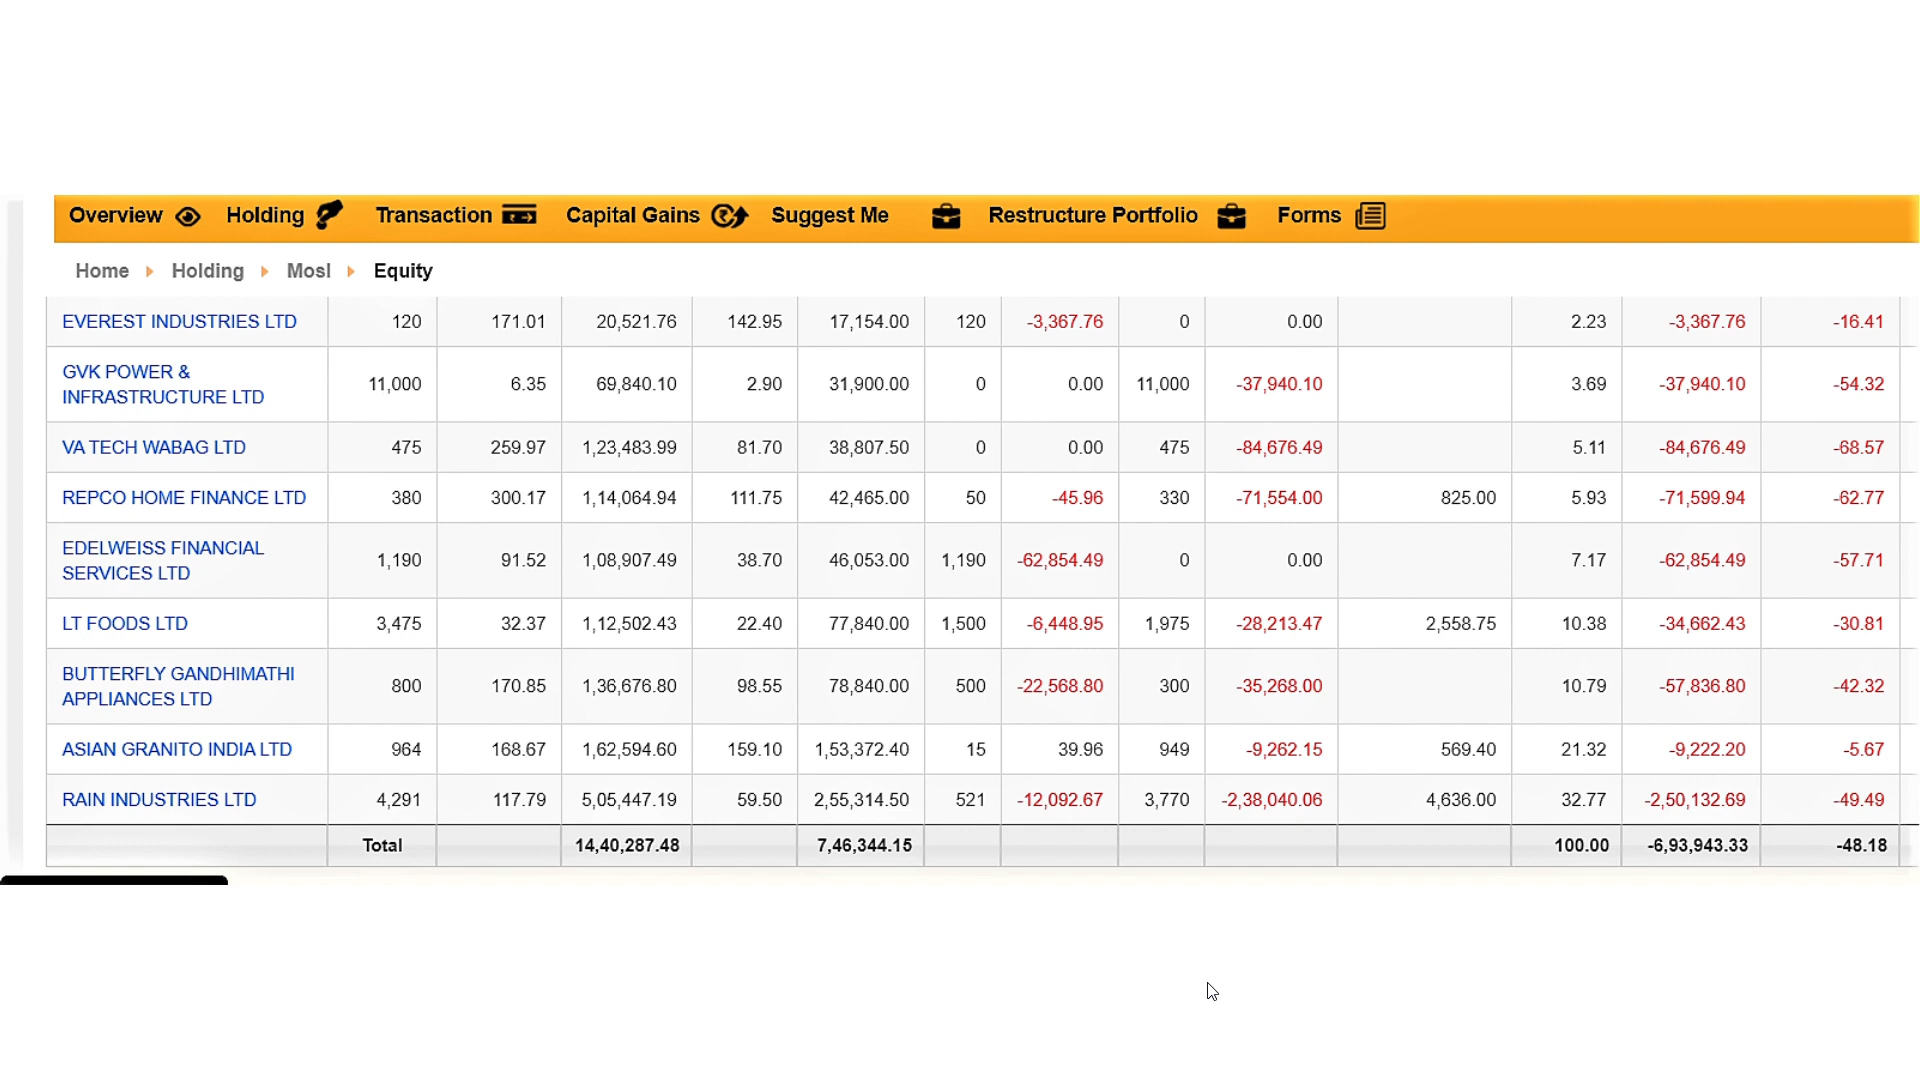 Overview Holding Transaction Capital Gains Suggest Me Restructure Portfolio Forms
Home Holding Mosl Equity
EVEREST INDUSTRIES LTD 120 171.01 20,521.76 142.95 17,154.00 120 -3,367.76 0 0.00 2.23 -3,367.76 -16.41
GVK POWER &
INFRASTRUCTURE LTD 11,000 6.35 69,840.10 2.90 31,900.00 0 0.00 11,000 -37,940.10 3.69 -37,940.10 -54.32
VA TECH WABAG LTD 475 259.97 1,23,483.99 81.70 38,807.50 0 0.00 475 -84,676.49 5.11 -84,676.49 -68.57
REPCO HOME FINANCE LTD 380 300.17 1,14,064.94 111.75 42,465.00 50 -45.96 330 -71,554.00 825.00 5.93 -71,599.94 -62.77
EDELWEISS FINANCIAL
SERVICES LTD 1,190 91.52 1,08,907.49 38.70 46,053.00 1,190 -62,854.49 0 0.00 7.17 -62,854.49 -57.71
LT FOODS LTD 3,475 32.37 1,12,502.43 22.40 77,840.00 1,500 -6,448.95 1,975 -28,213.47 2,558.75 10.38 -34,662.43 -30.81
BUTTERFLY GANDHIMATHI
APPLIANCES LTD 800 170.85 1,36,676.80 98.55 78,840.00 500 -22,568.80 300 -35,268.00 10.79 -57,836.80 -42.32
ASIAN GRANITO INDIA LTD 964 168.67 1,62,594.60 159.10 1,53,372.40 15 39.96 949 -9,262.15 569.40 21.32 -9,222.20 -5.67
RAIN INDUSTRIES LTD 4,291 117.79 5,05,447.19 59.50 2,55,314.50 521 -12,092.67 3,770 -2,38,040.06 4,636.00 32.77 -2,50,132.69 -49.49
Total 14,40,287.48 7,46,344.15 100.00 -6,93,943.33 -48.18